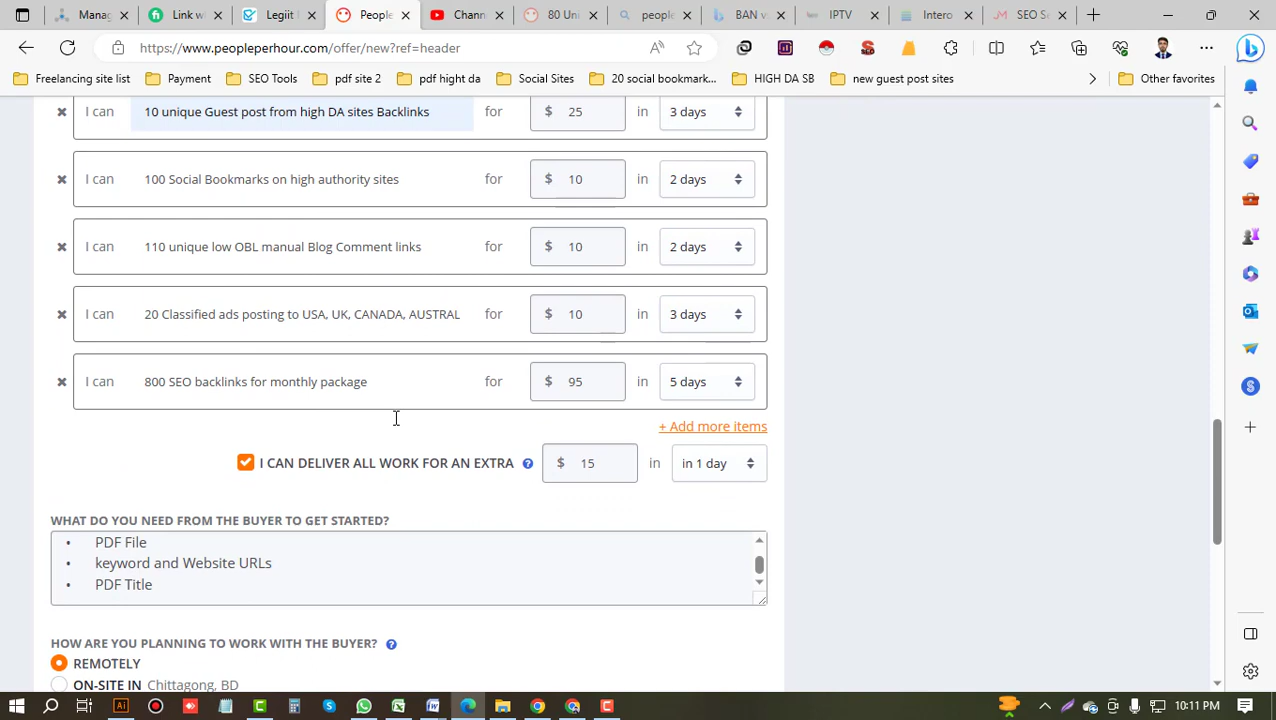 Manag
Link w
Legiit I
People
Chann
80 Uni
people
BAN v
IPTV
Intero
SEO S
https://www.peopleperhour.com/offer/new?ref=header
Freelancing site list
Payment
SEO Tools
pdf site 2
pdf hight da
Social Sites
20 social bookmark...
HIGH DA SB
new guest post sites
Other favorites
I can 10 unique Guest post from high DA sites Backlinks for $ 25 in 3 days
I can 100 Social Bookmarks on high authority sites for $ 10 in 2 days
I can 110 unique low OBL manual Blog Comment links for $ 10 in 2 days
I can 20 Classified ads posting to USA, UK, CANADA, AUSTRAL for $ 10 in 3 days
I can 800 SEO backlinks for monthly package for $ 95 in 5 days
+ Add more items
I CAN DELIVER ALL WORK FOR AN EXTRA $ 15 in in 1 day
WHAT DO YOU NEED FROM THE BUYER TO GET STARTED?
• PDF File
• keyword and Website URLs
• PDF Title
HOW ARE YOU PLANNING TO WORK WITH THE BUYER?
REMOTELY
ON-SITE IN Chittagong, BD
10:11 PM